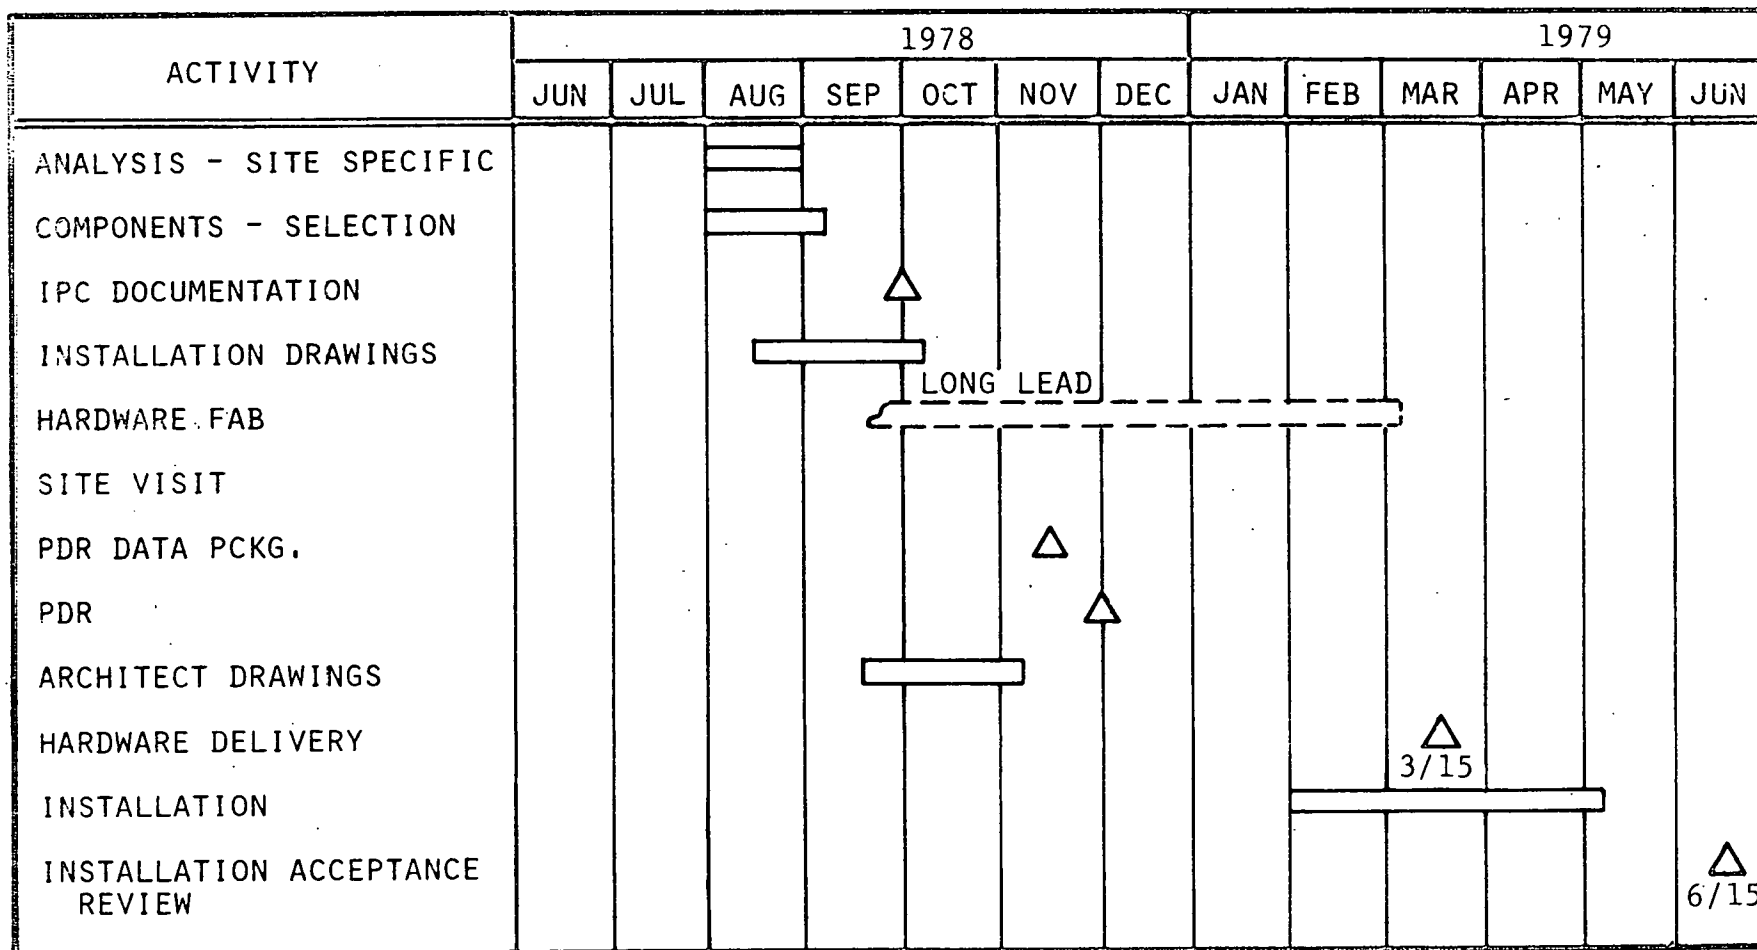 ACTIVITY
1978
1979
JUN JUL AUG SEP OCT NOV DEC JAN FEB MAR APR MAY JUN
ANALYSIS - SITE SPECIFIC
COMPONENTS - SELECTION
IPC DOCUMENTATION
INSTALLATION DRAWINGS
LONG LEAD
HARDWARE FAB
SITE VISIT
PDR DATA PCKG.
PDR
ARCHITECT DRAWINGS
HARDWARE DELIVERY
3/15
INSTALLATION
INSTALLATION ACCEPTANCE
REVIEW
6/15